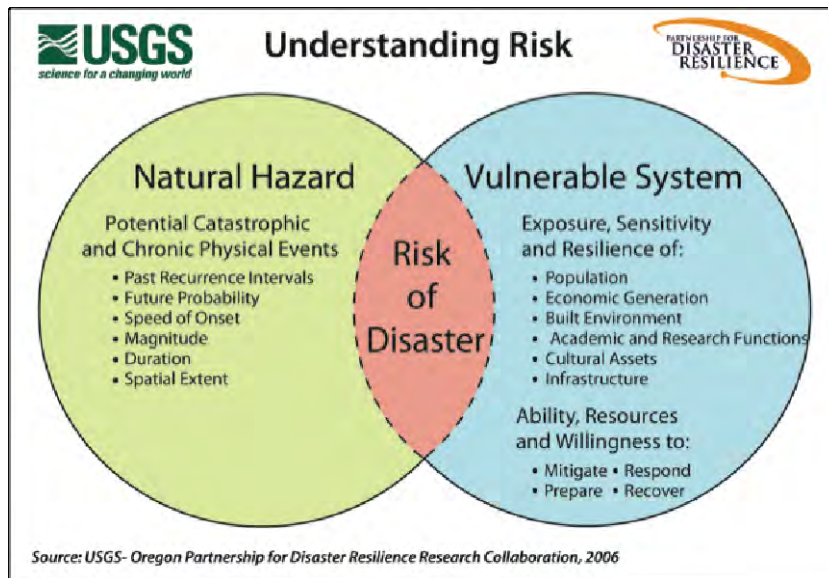 USGS
science for a changing world
Understanding Risk
PARTNERSHIP FOR
DISASTER
RESILIENCE
Natural Hazard
Potential Catastrophic
and Chronic Physical Events
• Past Recurrence Intervals
• Future Probability
• Speed of Onset
• Magnitude
• Duration
• Spatial Extent
Risk
of
Disaster
Vulnerable System
Exposure, Sensitivity
and Resilience of:
• Population
• Economic Generation
• Built Environment
• Academic and Research Functions
• Cultural Assets
• Infrastructure
Ability, Resources
and Willingness to:
• Mitigate • Respond
• Prepare • Recover
Source: USGS- Oregon Partnership for Disaster Resilience Research Collaboration, 2006